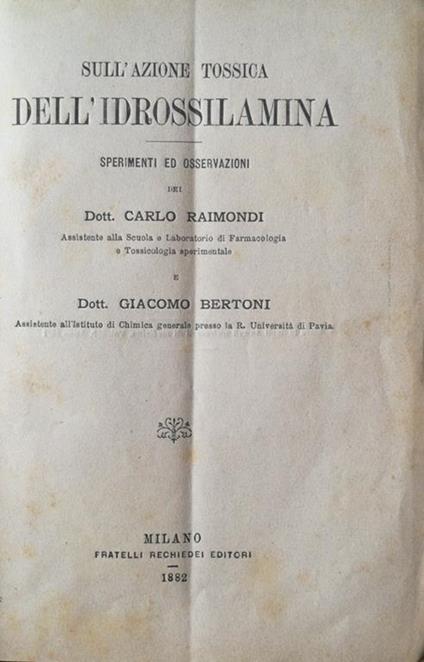 SULL'AZIONE TOSSICA
DELL'IDROSSILAMINA
SPERIMENTI ED OSSERVAZIONI
DEI
Dott. CARLO RAIMONDI
Assistente alla Scuola e Laboratorio di Farmacologia
e Tossicologia sperimentale
E
Dott. GIACOMO BERTONI
Assistente all'Istituto di Chimica generale presso la R. Università di Pavia.
MILANO
FRATELLI RECHIEDEI EDITORI
1882